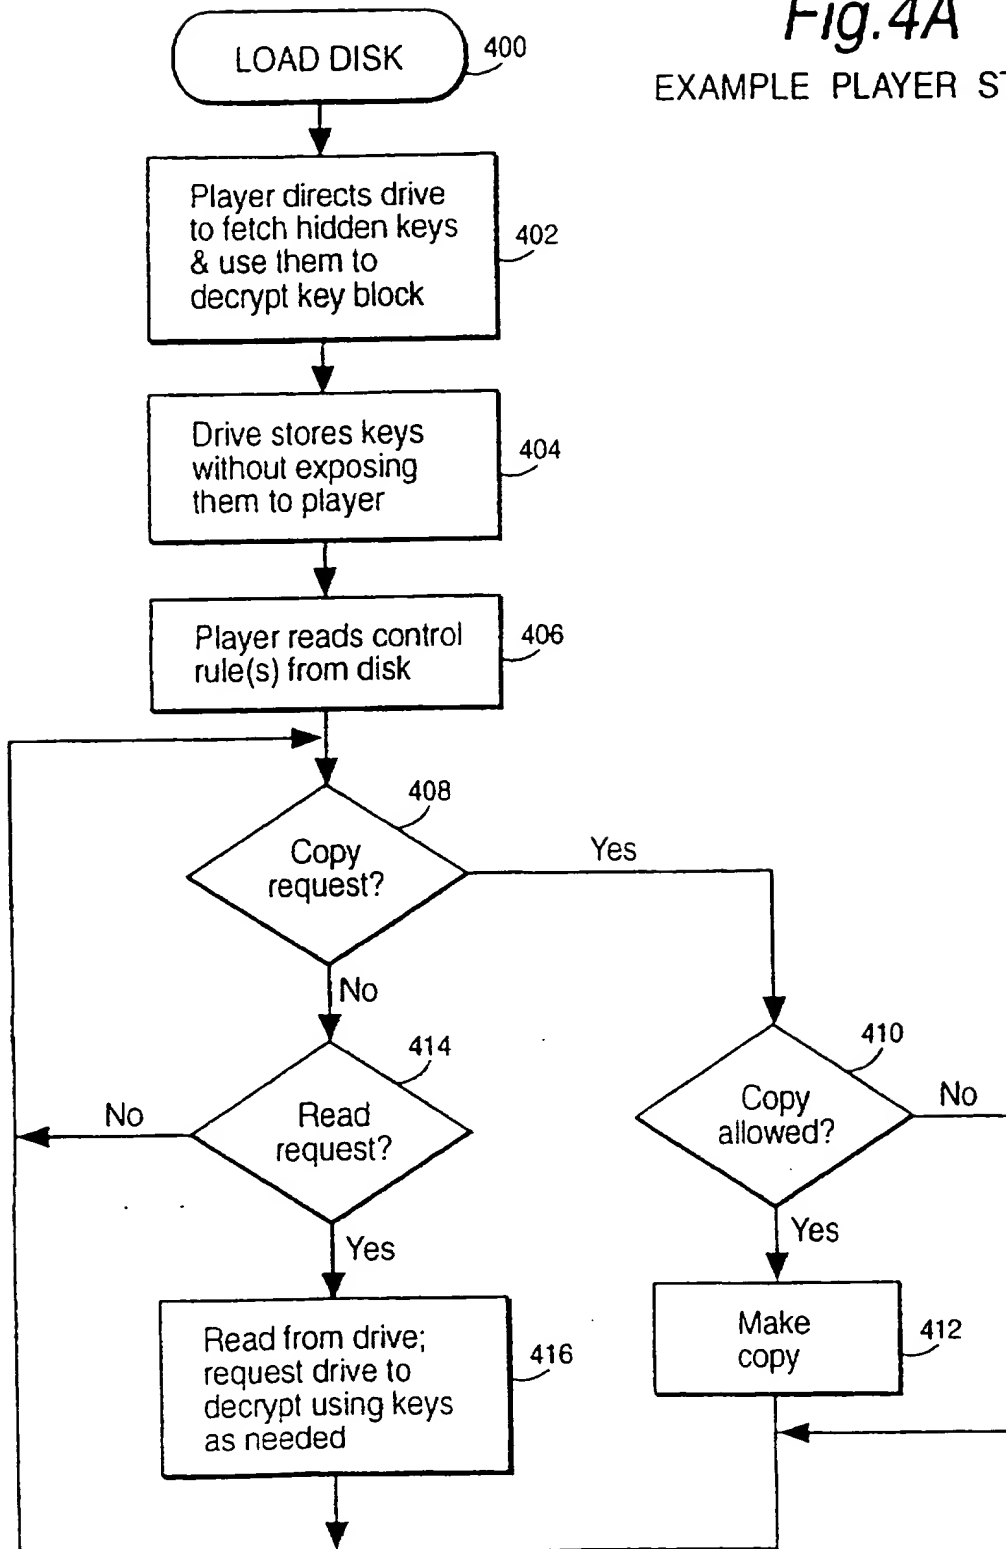 Fig.4A
EXAMPLE PLAYER
LOAD DISK
400
Player directs drive
to fetch hidden keys
& use them to
decrypt key block
402
Drive stores keys
without exposing
them to player
404
Player reads control
rule(s) from disk
406
408
Copy
request?
Yes
No
414
Read
request?
No
Yes
410
Copy
allowed?
No
Yes
Read from drive;
request drive to
decrypt using keys
as needed
416
Make
copy
412